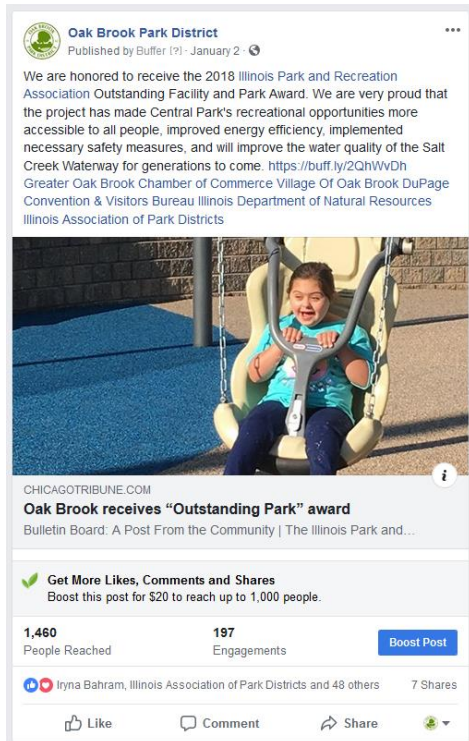 Oak Brook Park District
Published by Buffer [?] · January 2 ·
We are honored to receive the 2018 Illinois Park and Recreation
Association Outstanding Facility and Park Award. We are very proud that
the project has made Central Park's recreational opportunities more
accessible to all people, improved energy efficiency, implemented
necessary safety measures, and will improve the water quality of the Salt
Creek Waterway for generations to come. https://buff.ly/2QhWvDh
Greater Oak Brook Chamber of Commerce Village Of Oak Brook DuPage
Convention & Visitors Bureau Illinois Department of Natural Resources
Illinois Association of Park Districts
CHICAGOTRIBUNE.COM
Oak Brook receives “Outstanding Park” award
Bulletin Board: A Post From the Community | The Illinois Park and…
Get More Likes, Comments and Shares
Boost this post for $20 to reach up to 1,000 people.
1,460 197
People Reached Engagements Boost Post
Iryna Bahram, Illinois Association of Park Districts and 48 others 7 Shares
Like Comment Share